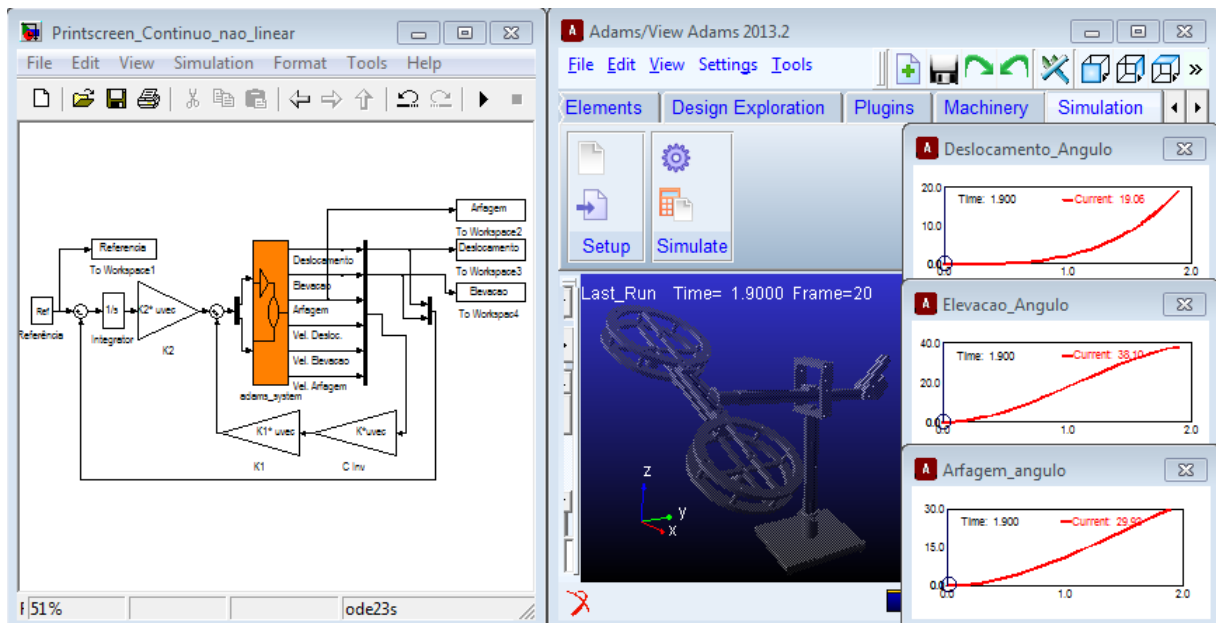 Printscreen_Continuo_nao_linear
File Edit View Simulation Format Tools Help
Arfagem
To Workspace2
Referencia
To Workspace1
Deslocamento
To Workspace3
Deslocamento
Elevacao
Elevacao
To Workspac4
Ref
Referência
1/s
Integrator
K2* uvec
K2
Arfagem
Vel. Desloc.
Vel. Elevacao
Vel. Arfagem
adams_system
K1* uvec
K1
K*uvec
C Inv
51%
ode23s
Adams/View Adams 2013.2
File Edit View Settings Tools
»
Elements Design Exploration Plugins Machinery Simulation
Setup Simulate
Last_Run Time= 1.9000 Frame=20
z
y
x
Deslocamento_Angulo
20.0
Time: 1.900 Current: 19.06
10.0
0.0
0.0 1.0 2.0
Elevacao_Angulo
40.0
Time: 1.900 Current: 38.10
20.0
0.0
0.0 1.0 2.0
Arfagem_angulo
30.0
Time: 1.900 Current: 29.92
15.0
0.0
0.0 1.0 2.0